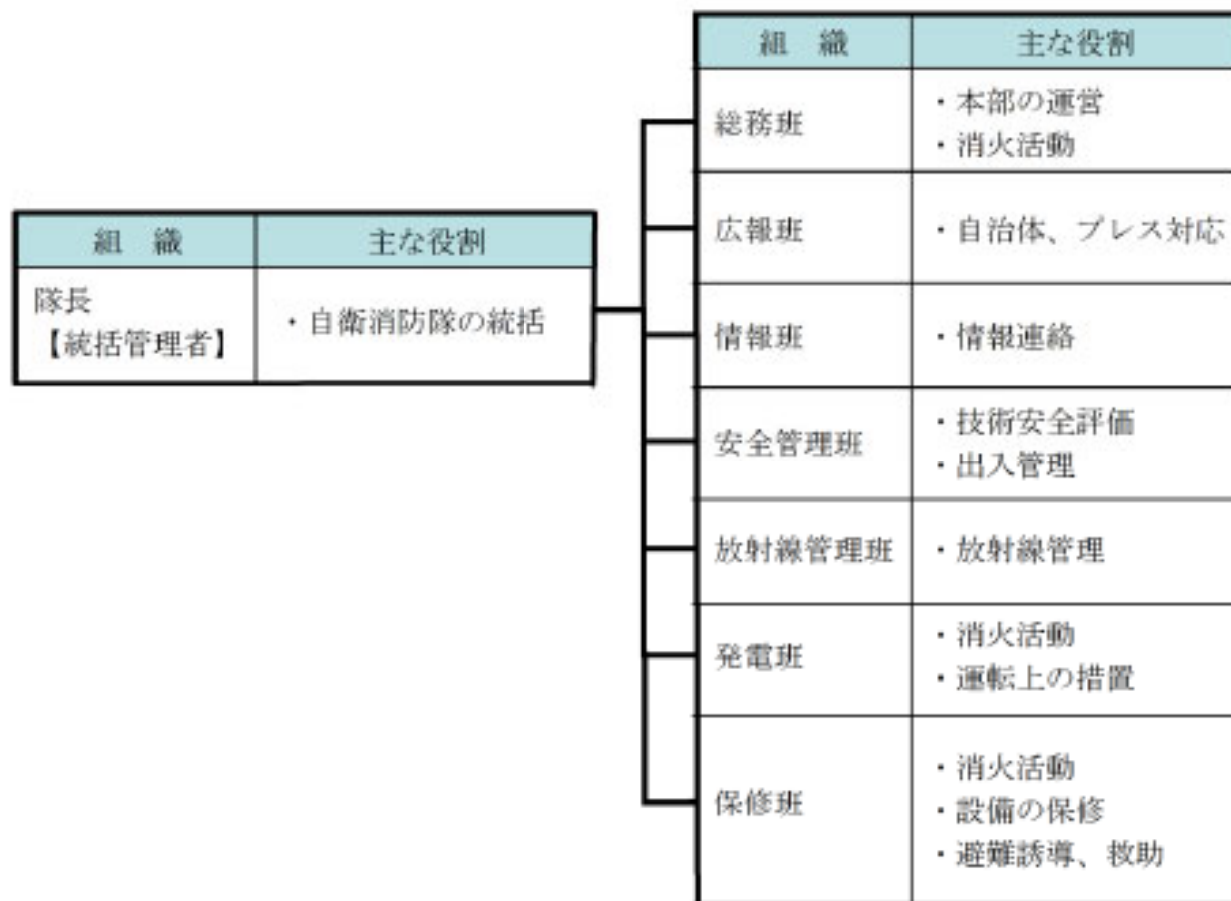 組 織 主な役割
隊長
【統括管理者】
・自衛消防隊の統括
組 織 主な役割
総務班
・本部の運営
・消火活動
広報班
・自治体、プレス対応
情報班
・情報連絡
安全管理班
・技術安全評価
・出入管理
放射線管理班
・放射線管理
発電班
・消火活動
・運転上の措置
保修班
・消火活動
・設備の保修
・避難誘導、救助